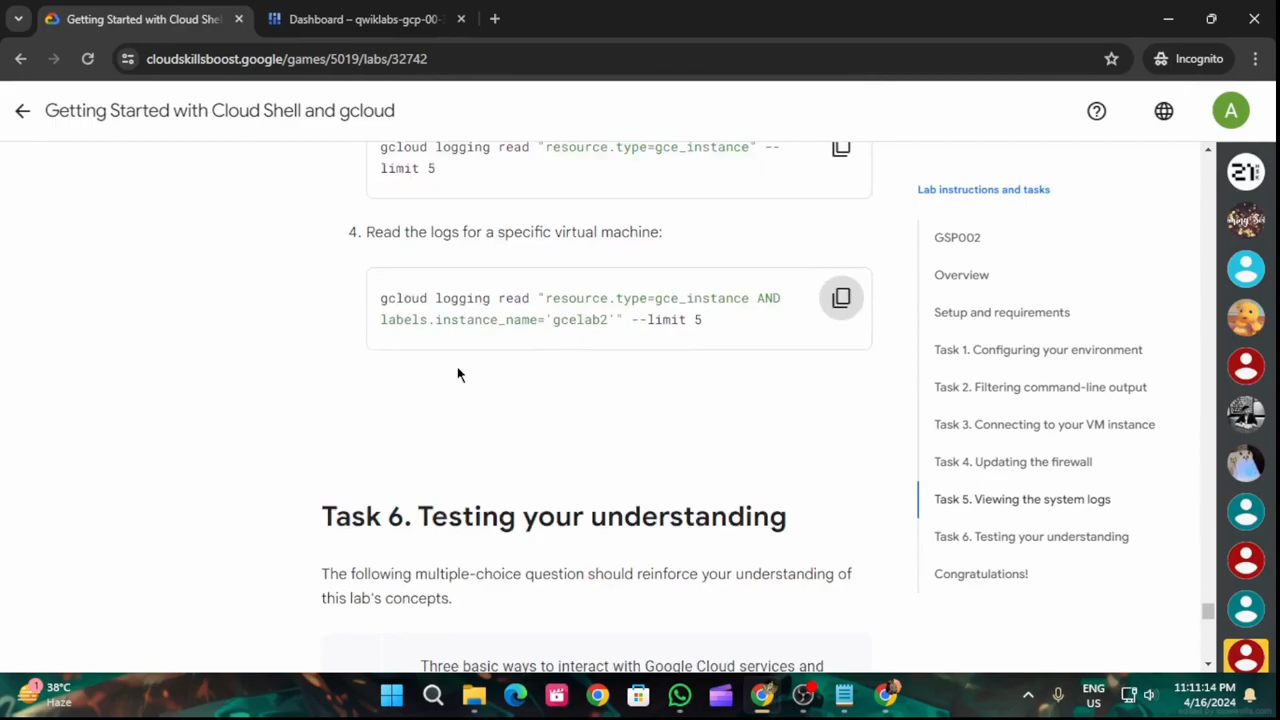 Getting Started with Cloud Shell
Dashboard – qwiklabs-gcp-00-
cloudskillsboost.google/games/5019/labs/32742
Incognito
Getting Started with Cloud Shell and gcloud
A
gcloud logging read "resource.type=gce_instance" --
limit 5
4. Read the logs for a specific virtual machine:
gcloud logging read "resource.type=gce_instance AND
labels.instance_name='gcelab2'" --limit 5
Task 6. Testing your understanding
The following multiple-choice question should reinforce your understanding of
this lab's concepts.
Three basic ways to interact with Google Cloud services and
Lab instructions and tasks
GSP002
Overview
Setup and requirements
Task 1. Configuring your environment
Task 2. Filtering command-line output
Task 3. Connecting to your VM instance
Task 4. Updating the firewall
Task 5. Viewing the system logs
Task 6. Testing your understanding
Congratulations!
21
1
38°C
Haze
ENG
US
11:11:14 PM
4/16/2024